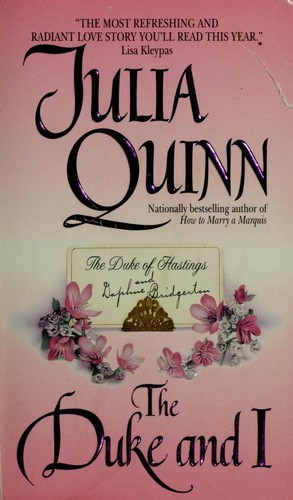 "THE MOST REFRESHING AND
RADIANT LOVE STORY YOU'LL READ THIS YEAR."
Lisa Kleypas
JULIA
QUINN
Nationally bestselling author of
How to Marry a Marquis
The Duke of Hastings
and
Daphne Bridgerton
The
Duke and I